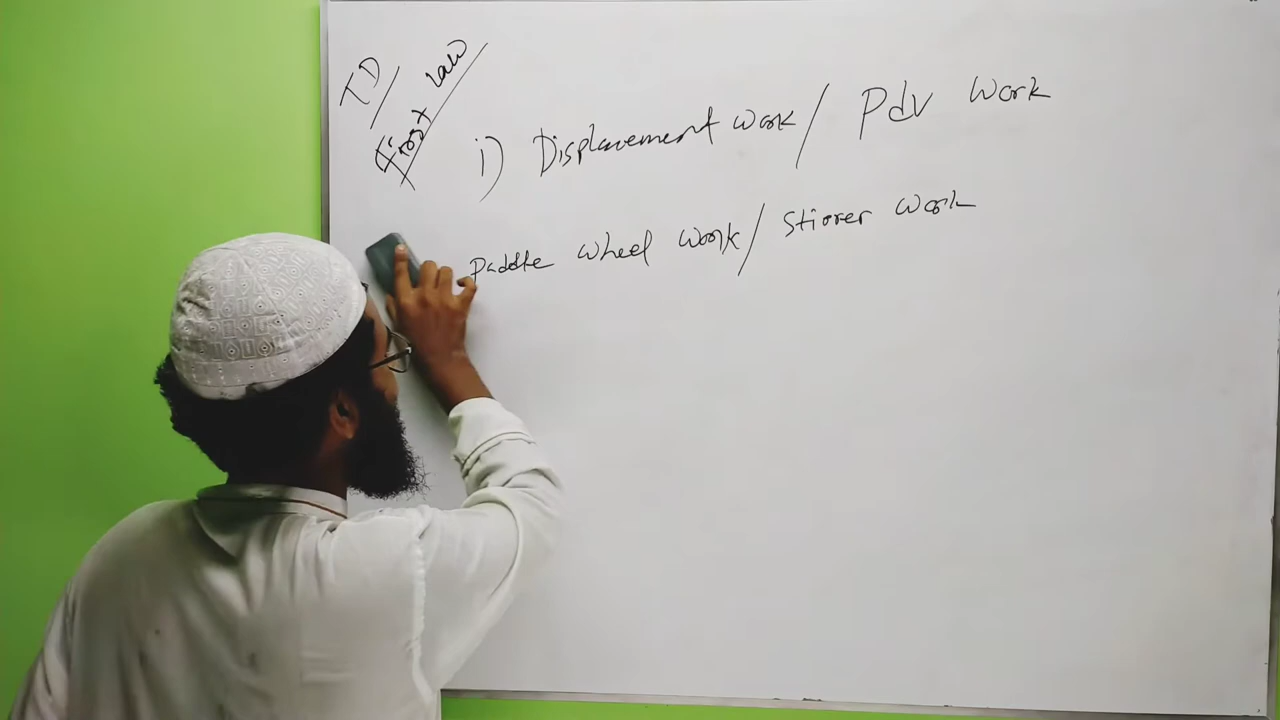 TD
First Law
i) Displacement work / Pdv work
Paddle wheel work / Stirrer work